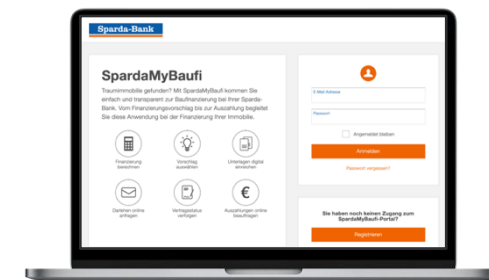 Sparda-Bank
SpardaMyBaufi
Traumimmobilie gefunden? Mit SpardaMyBaufi kommen Sie
einfach und transparent zur Baufinanzierung bei Ihrer Sparda-
Bank. Vom Finanzierungsvorschlag bis zur Auszahlung begleitet
Sie diese Anwendung bei der Finanzierung Ihrer Immobilie.
Finanzierung
berechnen
Vorschlag
auswählen
Unterlagen digital
einreichen
Darlehen online
anfragen
Vertragsstatus
verfolgen
Auszahlungen online
beauftragen
E-Mail-Adresse
Passwort
Angemeldet bleiben
Anmelden
Passwort vergessen?
Sie haben noch keinen Zugang zum
SpardaMyBaufi-Portal?
Registrieren